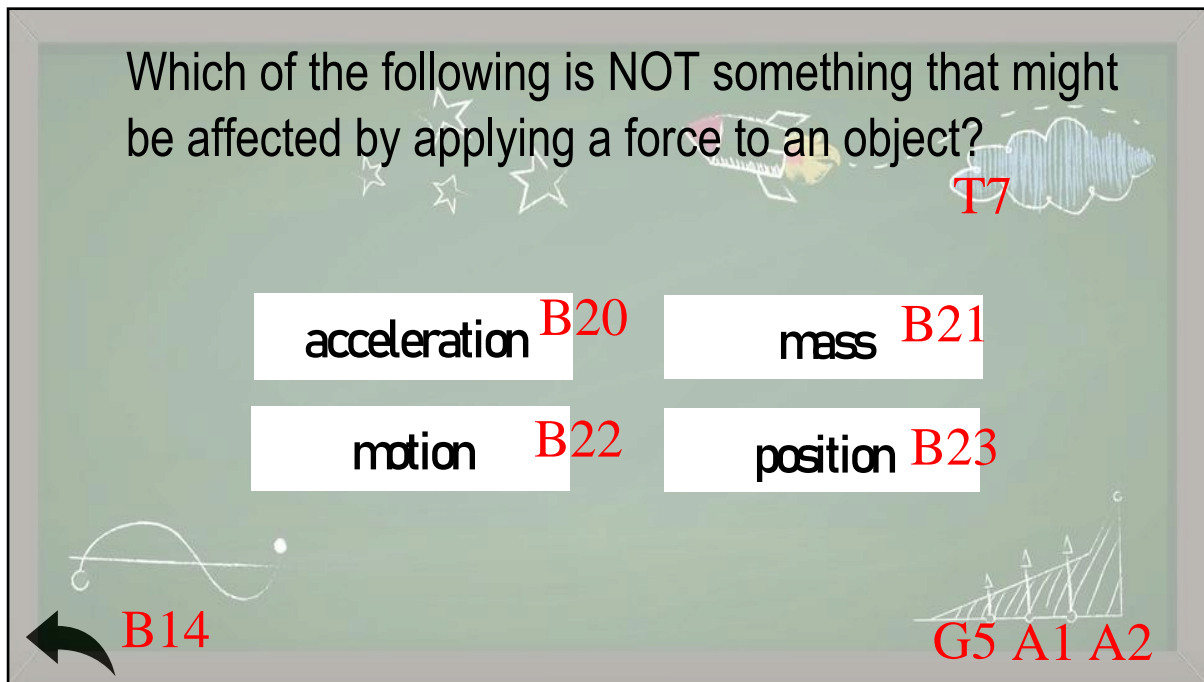 Which of the following is NOT something that might
be affected by applying a force to an object?
T7
acceleration B20
mass B21
motion B22
position B23
B14
G5 A1 A2